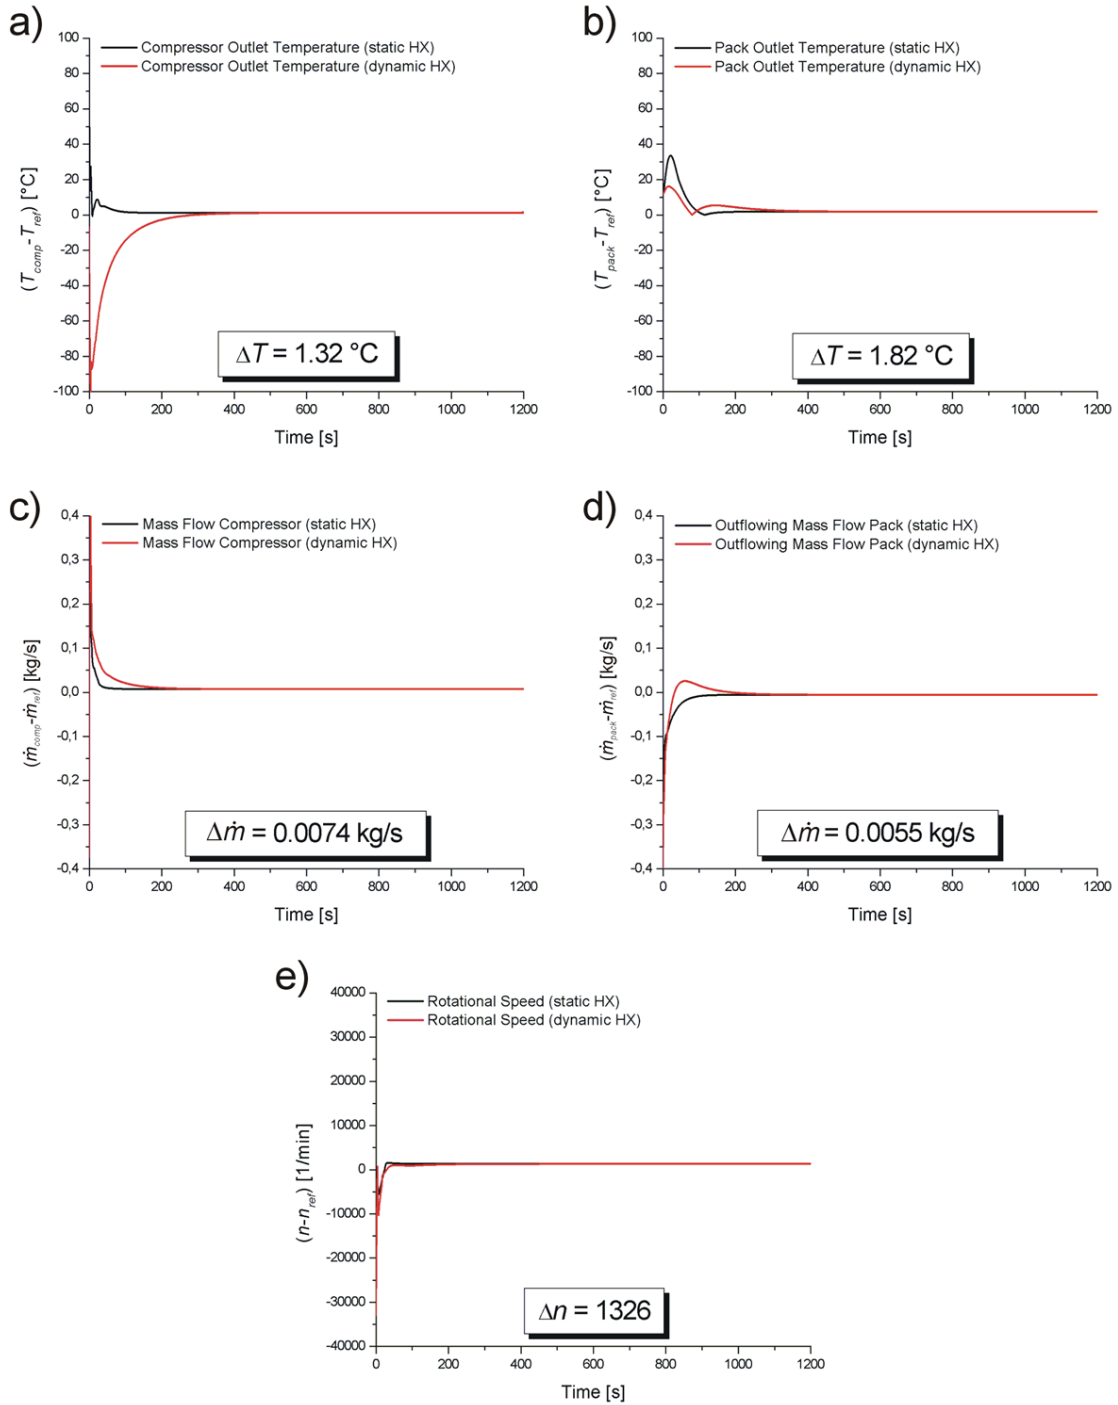 a)
Compressor Outlet Temperature (static HX)
Compressor Outlet Temperature (dynamic HX)
100
80
60
40
20
0
-20
-40
-60
-80
-100
(T_comp-T_ref) [°C]
ΔT = 1.32 °C
0 200 400 600 800 1000 1200
Time [s]
b)
Pack Outlet Temperature (static HX)
Pack Outlet Temperature (dynamic HX)
100
80
60
40
20
0
-20
-40
-60
-80
-100
(T_pack-T_ref) [°C]
ΔT = 1.82 °C
0 200 400 600 800 1000 1200
Time [s]
c)
Mass Flow Compressor (static HX)
Mass Flow Compressor (dynamic HX)
0,4
0,3
0,2
0,1
0,0
-0,1
-0,2
-0,3
-0,4
(ṁ_comp-ṁ_ref) [kg/s]
Δṁ = 0.0074 kg/s
0 200 400 600 800 1000 1200
Time [s]
d)
Outflowing Mass Flow Pack (static HX)
Outflowing Mass Flow Pack (dynamic HX)
0,4
0,3
0,2
0,1
0,0
-0,1
-0,2
-0,3
-0,4
(ṁ_pack-ṁ_ref) [kg/s]
Δṁ = 0.0055 kg/s
0 200 400 600 800 1000 1200
Time [s]
e)
Rotational Speed (static HX)
Rotational Speed (dynamic HX)
40000
30000
20000
10000
0
-10000
-20000
-30000
-40000
(n-n_ref) [1/min]
Δn = 1326
0 200 400 600 800 1000 1200
Time [s]